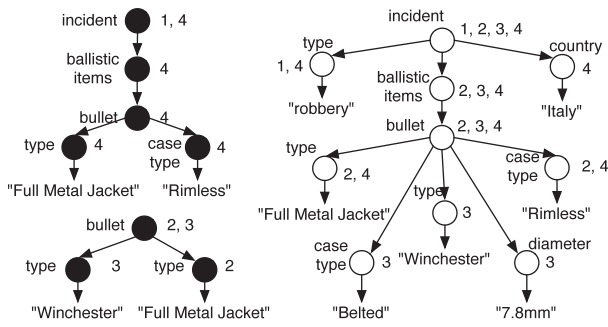 incident 1, 4
ballistic
items 4
bullet 4
type 4
case
type 4
"Full Metal Jacket" "Rimless"
bullet 2, 3
type 3
type 2
"Winchester" "Full Metal Jacket"
incident
1, 2, 3, 4
type
1, 4
"robbery"
country
4
"Italy"
ballistic
items
2, 3, 4
bullet
2, 3, 4
type
2, 4
"Full Metal Jacket"
case
type
2, 4
"Rimless"
type
3
"Winchester"
case
type 3
"Belted"
diameter
3
"7.8mm"